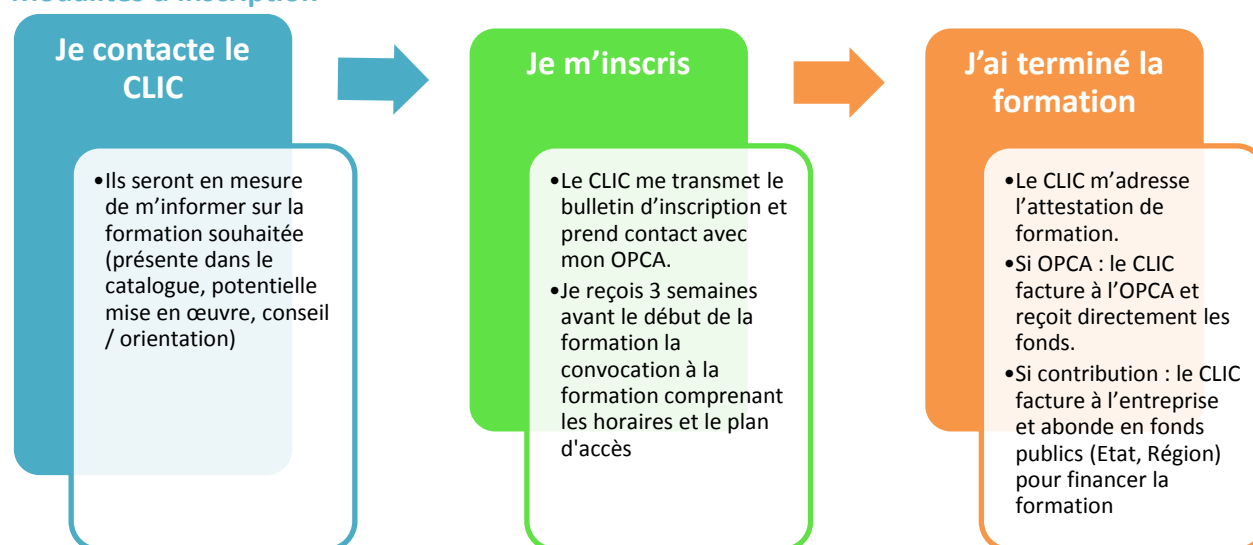 Modalités d'inscription
Je contacte le
CLIC
•Ils seront en mesure
de m'informer sur la
formation souhaitée
(présente dans le
catalogue, potentielle
mise en œuvre, conseil
/ orientation)
Je m'inscris
•Le CLIC me transmet le
bulletin d'inscription et
prend contact avec
mon OPCA.
•Je reçois 3 semaines
avant le début de la
formation la
convocation à la
formation comprenant
les horaires et le plan
d'accès
J'ai terminé la
formation
•Le CLIC m'adresse
l'attestation de
formation.
•Si OPCA : le CLIC
facture à l'OPCA et
reçoit directement les
fonds.
•Si contribution : le CLIC
facture à l'entreprise
et abonde en fonds
publics (Etat, Région)
pour financer la
formation